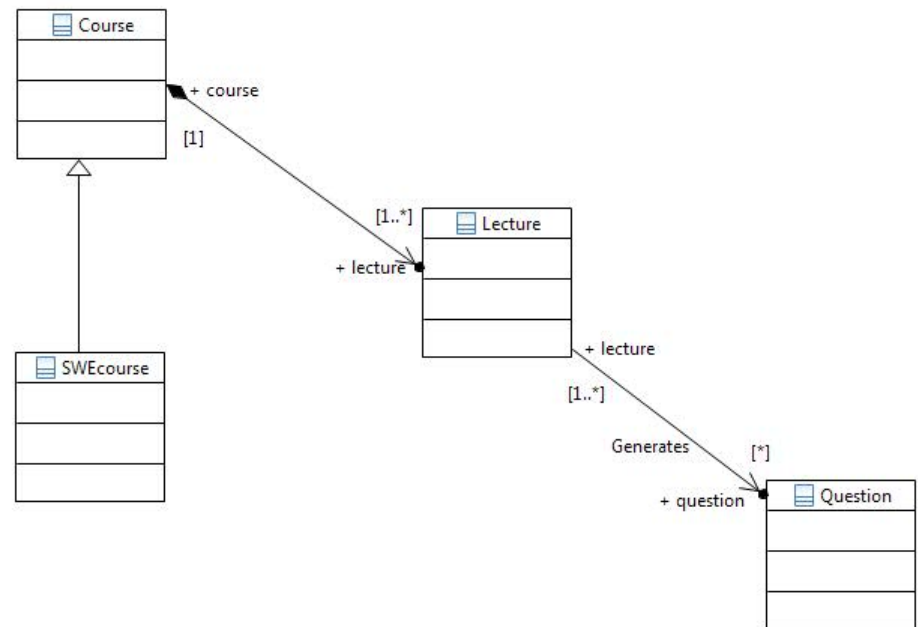 Course
+ course
[1]
[1..*]
Lecture
+ lecture
+ lecture
SWEcourse
[1..*]
Generates
[*]
+ question
Question